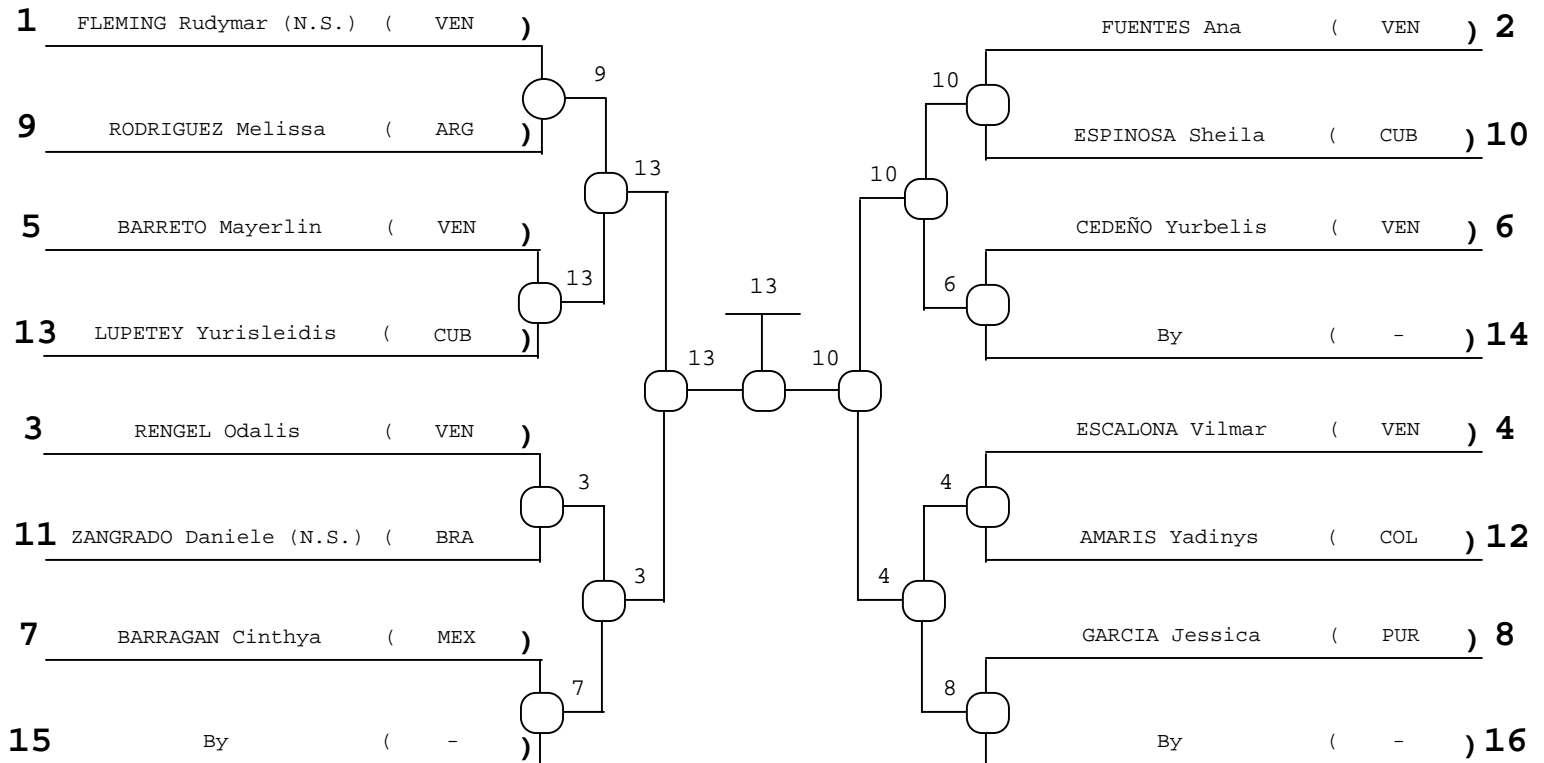 1 FLEMING Rudymar (N.S.) ( VEN )
FUENTES Ana ( VEN ) 2
9
10
9 RODRIGUEZ Melissa ( ARG )
ESPINOSA Sheila ( CUB ) 10
13
10
5 BARRETO Mayerlin ( VEN )
CEDEÑO Yurbelis ( VEN ) 6
13
13
6
13 LUPETEY Yurisleidis ( CUB )
By ( - ) 14
13
10
3 RENGEL Odalis ( VEN )
ESCALONA Vilmar ( VEN ) 4
3
4
11 ZANGRADO Daniele (N.S.) ( BRA
AMARIS Yadinys ( COL ) 12
3
4
7 BARRAGAN Cinthya ( MEX )
GARCIA Jessica ( PUR ) 8
7
8
15 By ( - )
By ( - ) 16